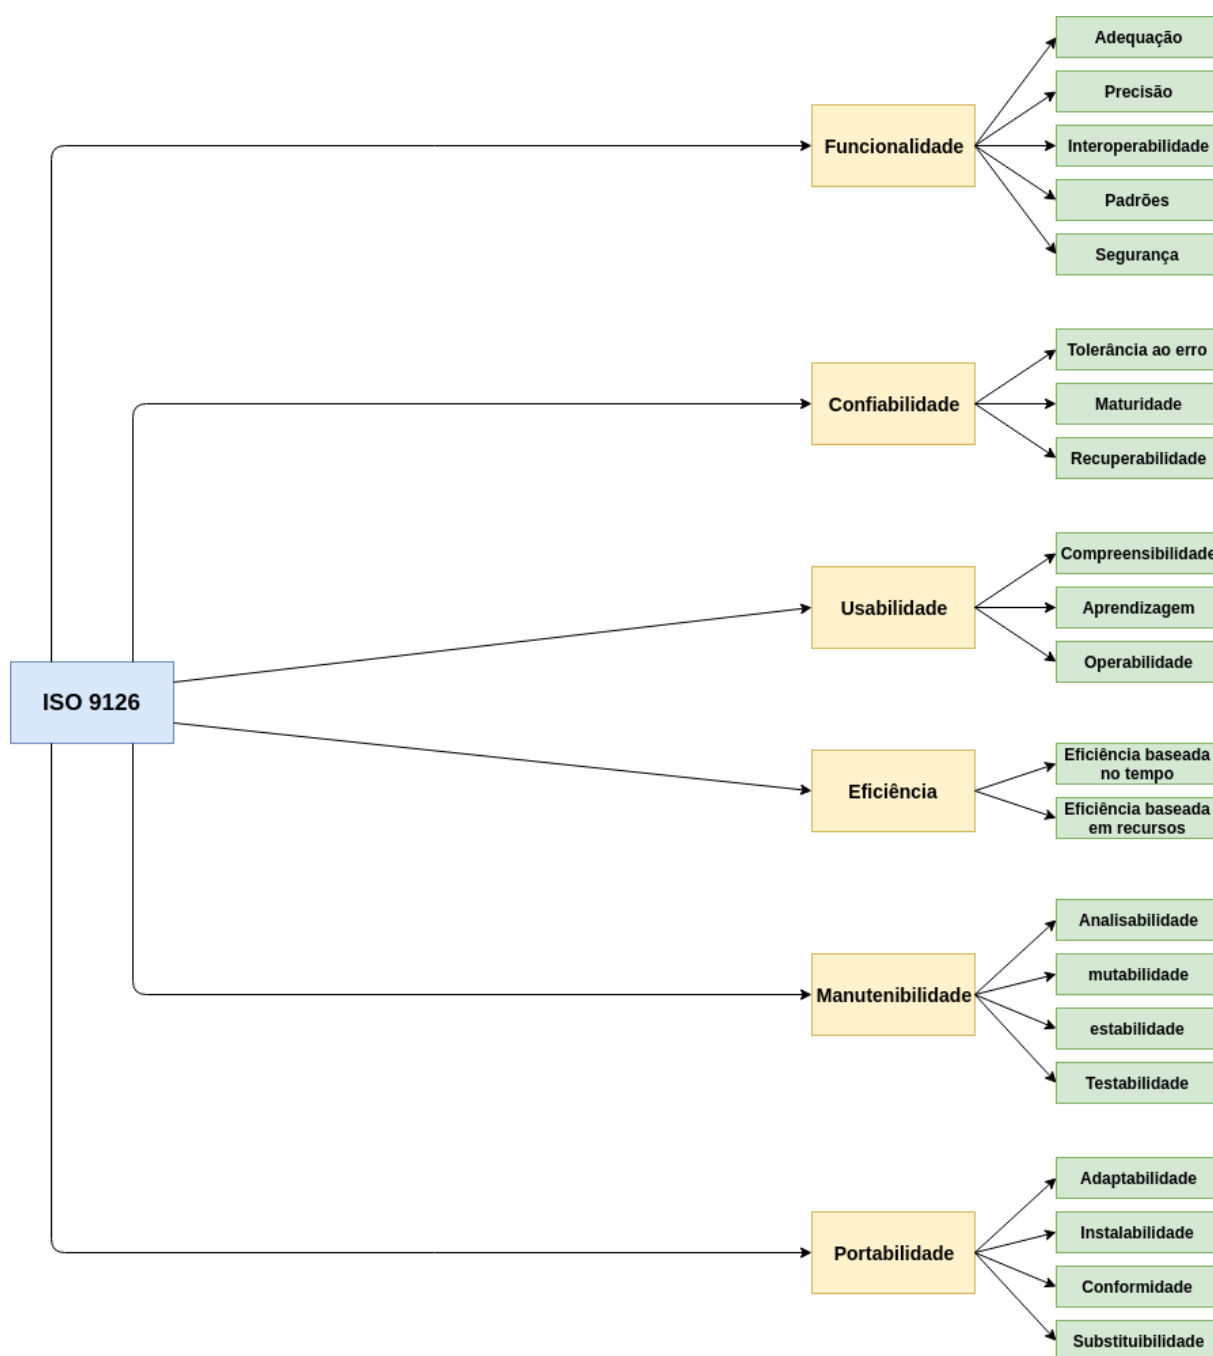 Adequação
Precisão
Funcionalidade
Interoperabilidade
Padrões
Segurança
Tolerância ao erro
Confiabilidade
Maturidade
Recuperabilidade
Compreensibilidade
Usabilidade
Aprendizagem
Operabilidade
ISO 9126
Eficiência baseada
no tempo
Eficiência
Eficiência baseada
em recursos
Analisabilidade
mutabilidade
Manutenibilidade
estabilidade
Testabilidade
Adaptabilidade
Instalabilidade
Portabilidade
Conformidade
Substituibilidade